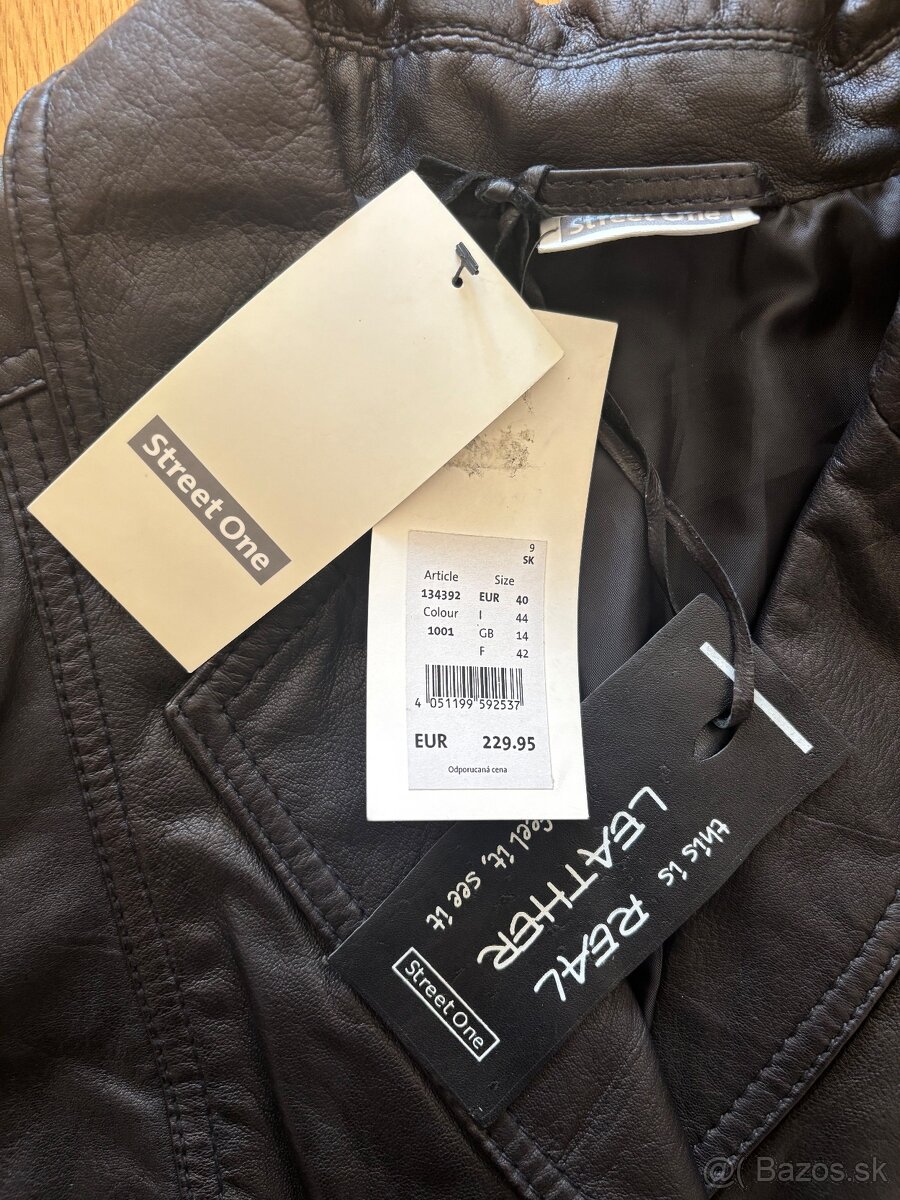 Street One
Street One
9
SK
Article Size
134392 EUR 40
Colour I 44
1001 GB 14
F 42
4 051199 592537
EUR 229.95
Odporucaná cena
this is REAL
LEATHER
feel it, see it
Street One
@( Bazos.sk